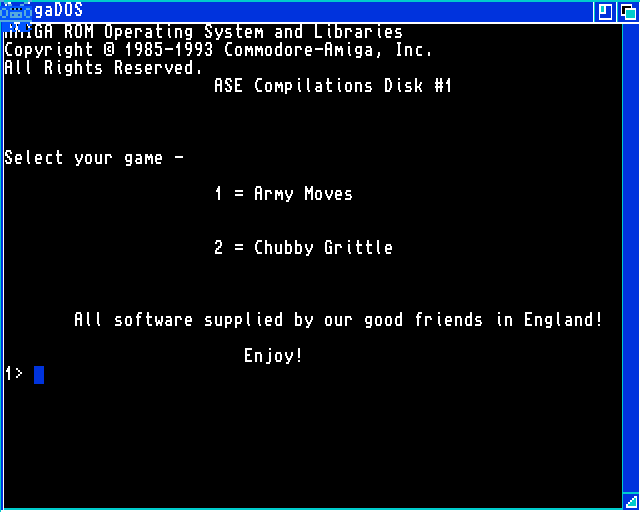 gaDOS
AMIGA ROM Operating System and Libraries
Copyright © 1985-1993 Commodore-Amiga, Inc.
All Rights Reserved.
ASE Compilations Disk #1
Select your game -
1 = Army Moves
2 = Chubby Grittle
All software supplied by our good friends in England!
Enjoy!
1>